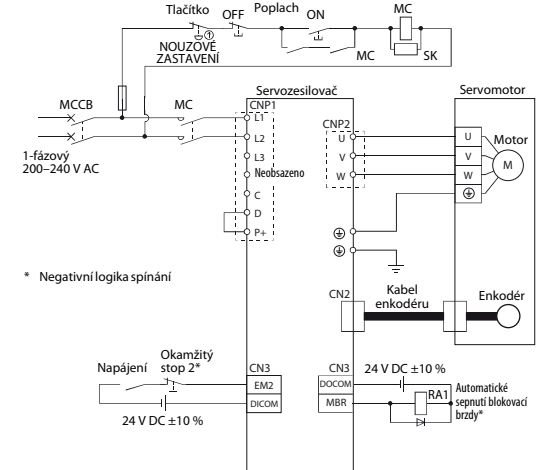 Tlačítko
OFF
Poplach
ON
MC
NOUZOVÉ
ZASTAVENÍ
①
MC
SK
MCCB
MC
Servozesilovač
CNP1
Servomotor
L1
L2
L3
Neobsazeno
C
D
P+
CNP2
U
V
W
U
V
W
Motor
M
1-fázový
200–240 V AC
* Negativní logika spínání
CN2
Kabel
enkodéru
Enkodér
Napájení
Okamžitý
stop 2*
CN3
EM2
DICOM
24 V DC ±10 %
CN3
DOCOM
MBR
24 V DC ±10 %
RA1
Automatické
sepnutí blokovací
brzdy*